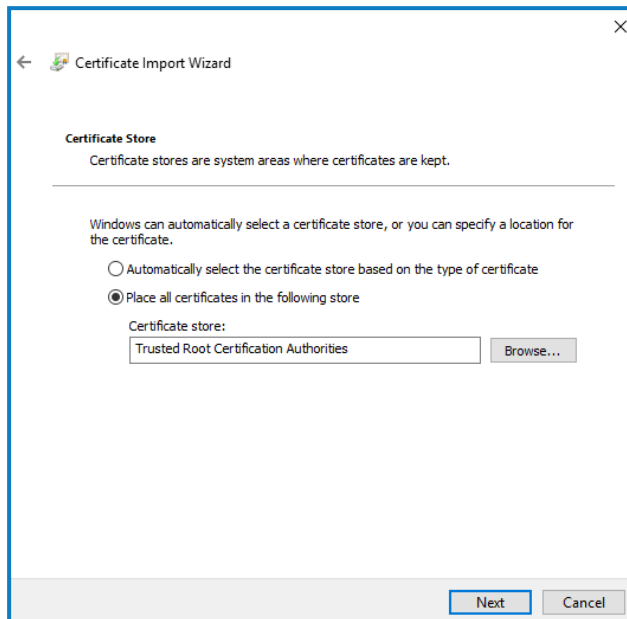 Certificate Import Wizard
Certificate Store
Certificate stores are system areas where certificates are kept.
Windows can automatically select a certificate store, or you can specify a location for
the certificate.
Automatically select the certificate store based on the type of certificate
Place all certificates in the following store
Certificate store:
Trusted Root Certification Authorities
Browse...
Next
Cancel